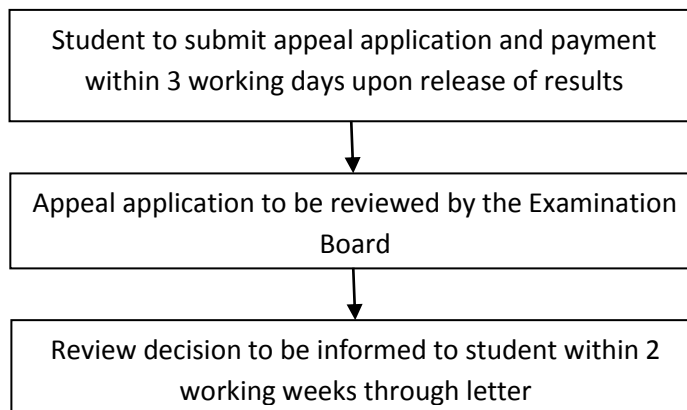 Student to submit appeal application and payment
within 3 working days upon release of results
Appeal application to be reviewed by the Examination
Board
Review decision to be informed to student within 2
working weeks through letter